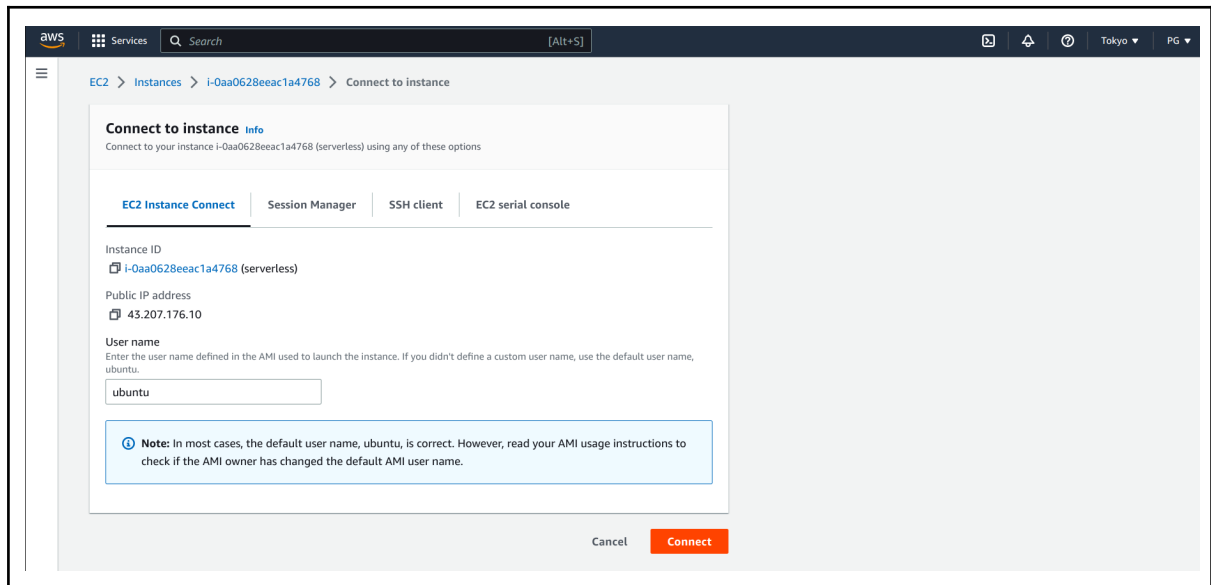 aws Services Search [Alt+S] Tokyo PG
EC2 > Instances > i-0aa0628eeac1a4768 > Connect to instance
Connect to instance Info
Connect to your instance i-0aa0628eeac1a4768 (serverless) using any of these options
EC2 Instance Connect Session Manager SSH client EC2 serial console
Instance ID
i-0aa0628eeac1a4768 (serverless)
Public IP address
43.207.176.10
User name
Enter the user name defined in the AMI used to launch the instance. If you didn't define a custom user name, use the default user name,
ubuntu.
ubuntu
Note: In most cases, the default user name, ubuntu, is correct. However, read your AMI usage instructions to
check if the AMI owner has changed the default AMI user name.
Cancel Connect